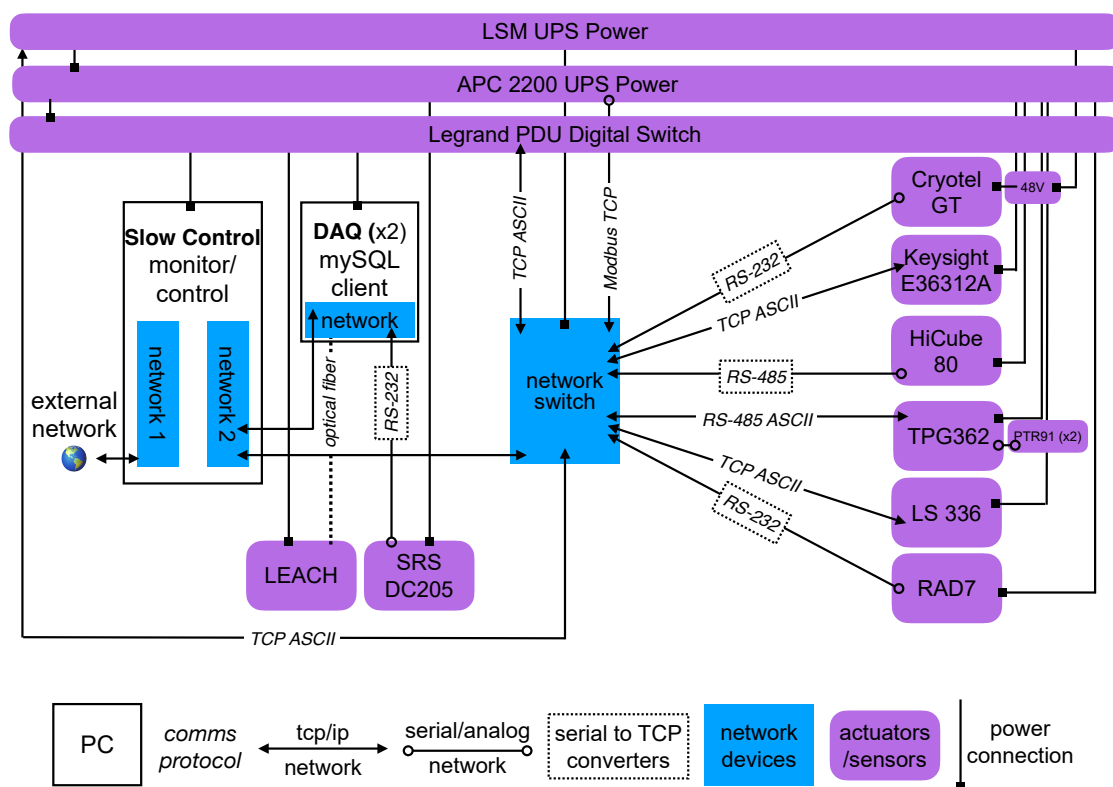 LSM UPS Power
APC 2200 UPS Power
Legrand PDU Digital Switch
Slow Control
monitor/
control
network 1
network 2
external
network
DAQ (x2)
mySQL
client
network
optical fiber
RS-232
LEACH
SRS
DC205
TCP ASCII
TCP ASCII
Modbus TCP
network
switch
RS-232
TCP ASCII
RS-485
RS-485 ASCII
TCP ASCII
RS-232
Cryotel
GT
48V
Keysight
E36312A
HiCube
80
TPG362
PTR91 (x2)
LS 336
RAD7
PC
comms
protocol
tcp/ip
network
serial/analog
network
serial to TCP
converters
network
devices
actuators
/sensors
power
connection